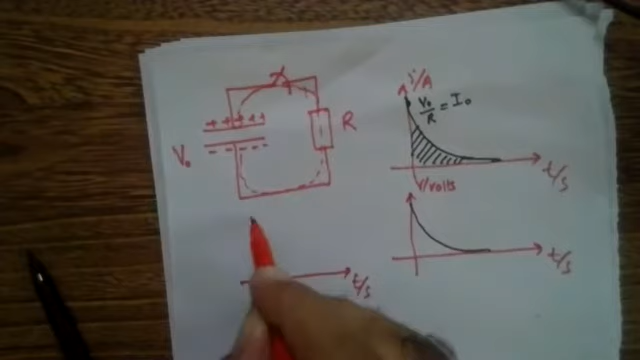 i/A
V₀/R = I₀
+ + + + +
R
V₀
- - - - - -
t/s
V/volts
t/s
t/s